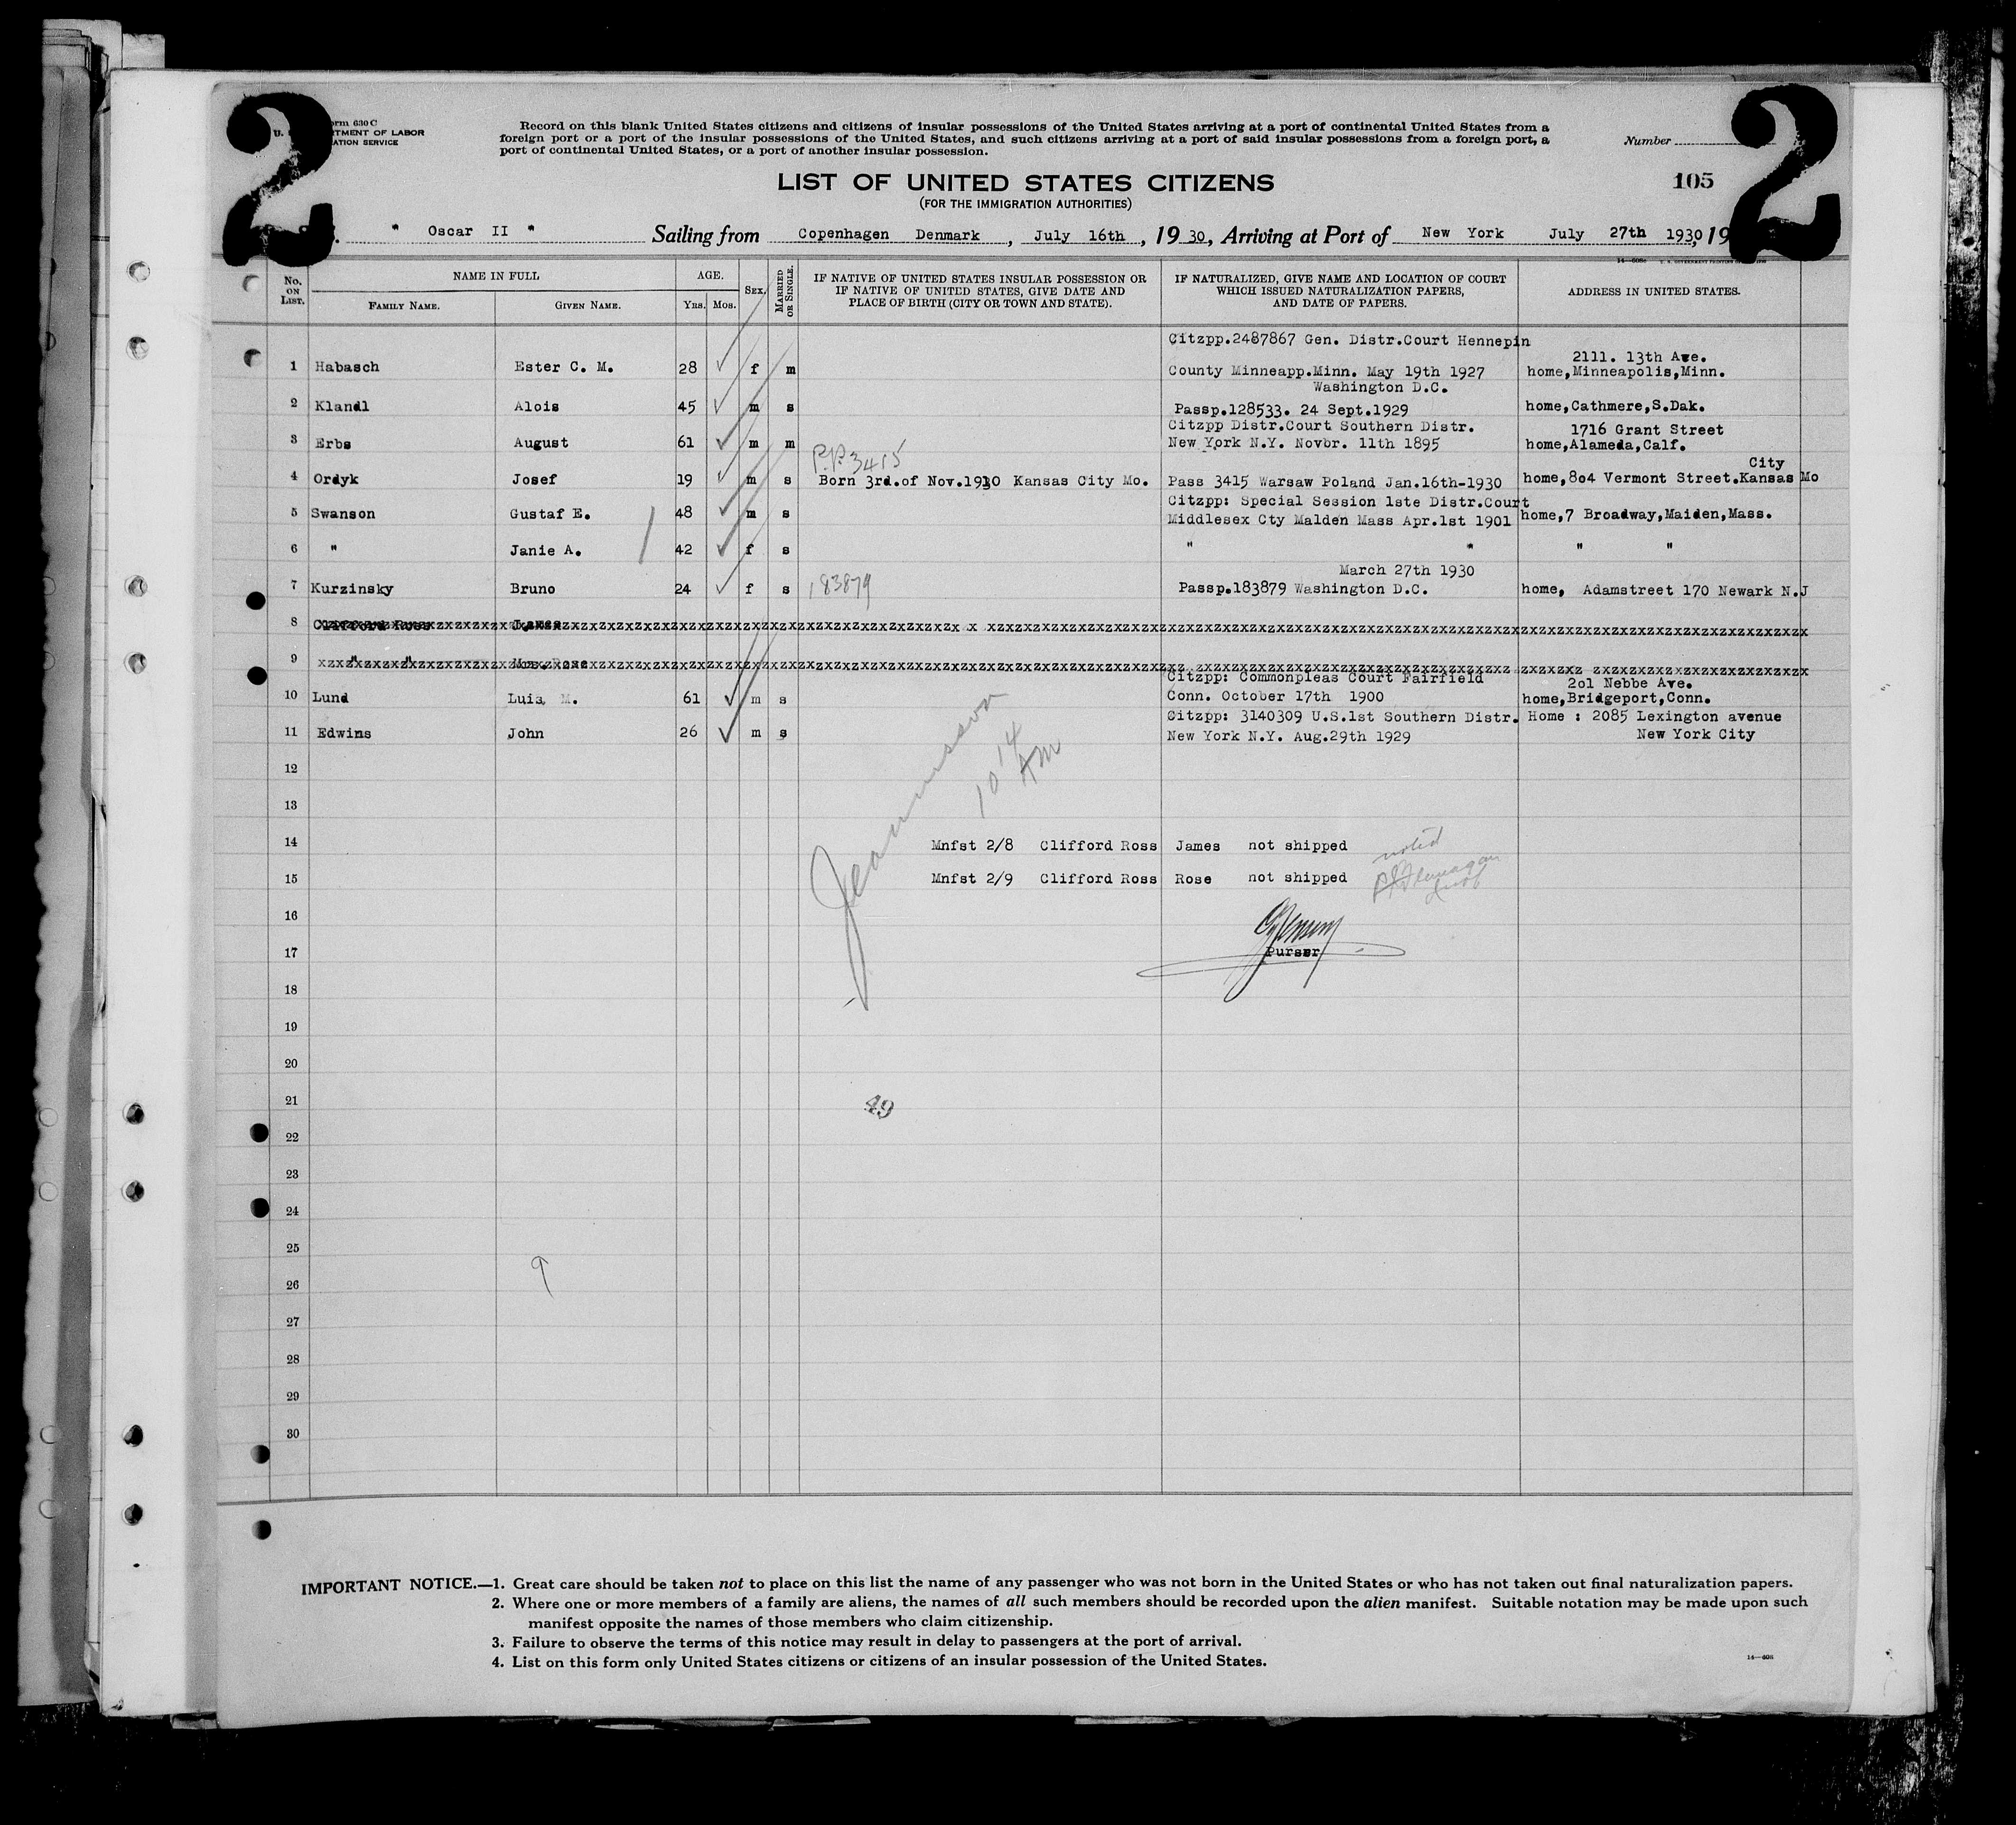 2 2
orm 630 C
U. RTMENT OF LABOR
ATION SERVICE
Record on this blank United States citizens and citizens of insular possessions of the United States arriving at a port of continental United States from a
foreign port or a port of the insular possessions of the United States, and such citizens arriving at a port of said insular possessions from a foreign port, a
port of continental United States, or a port of another insular possession.
Number
LIST OF UNITED STATES CITIZENS
105
(FOR THE IMMIGRATION AUTHORITIES)
" Oscar II " Sailing from Copenhagen Denmark, July 16th, 1930, Arriving at Port of New York July 27th 1930, 19
No. ON LIST.
NAME IN FULL
FAMILY NAME.
GIVEN NAME.
AGE.
YRS. MOS.
SEX.
MARRIED OR SINGLE.
IF NATIVE OF UNITED STATES INSULAR POSSESSION OR
IF NATIVE OF UNITED STATES, GIVE DATE AND
PLACE OF BIRTH (CITY OR TOWN AND STATE).
IF NATURALIZED, GIVE NAME AND LOCATION OF COURT
WHICH ISSUED NATURALIZATION PAPERS,
AND DATE OF PAPERS.
ADDRESS IN UNITED STATES.
Citzpp.2487867 Gen. Distr.Court Hennepin
2111. 13th Ave.
1 Habasch Ester C. M. 28 f m County Minneapp.Minn. May 19th 1927 home,Minneapolis,Minn.
Washington D.C.
2 Klandl Alois 45 m s Passp.128533. 24 Sept.1929 home,Cathmere,S.Dak.
Citzpp Distr.Court Southern Distr. 1716 Grant Street
3 Erbs August 61 m m New York N.Y. Novbr. 11th 1895 home,Alameda,Calf.
P.P. 3415
City
4 Ordyk Josef 19 m s Born 3rd.of Nov.1910 Kansas City Mo. Pass 3415 Warsaw Poland Jan.16th-1930 home,8o4 Vermont Street.Kansas Mo
Citzpp: Special Session 1ste Distr.Court
5 Swanson Gustaf E. 48 m s Middlesex Cty Malden Mass Apr.1st 1901 home,7 Broadway,Maiden,Mass.
6 " Janie A. 42 f s " " " "
March 27th 1930
7 Kurzinsky Bruno 24 f s 183879 Passp.183879 Washington D.C. home, Adamstreet 170 Newark N.J
8 Clifford Ross James
9 " " Mrs. Rose
Citzpp: Commonpleas Court Fairfield
2o1 Nebbe Ave.
10 Lund Luis M. 61 m s Conn. October 17th 1900 home,Bridgeport,Conn.
Citzpp: 3140309 U.S.1st Southern Distr. Home : 2085 Lexington avenue
11 Edwins John 26 m s New York N.Y. Aug.29th 1929 New York City
12
10 14 AM
13
14 Mnfst 2/8 Clifford Ross James not shipped noted
15 Mnfst 2/9 Clifford Ross Rose not shipped
16
17 Purser
18
19
20
21 49
22
23
24
25
9
26
27
28
29
30
IMPORTANT NOTICE.—1. Great care should be taken not to place on this list the name of any passenger who was not born in the United States or who has not taken out final naturalization papers.
2. Where one or more members of a family are aliens, the names of all such members should be recorded upon the alien manifest. Suitable notation may be made upon such
manifest opposite the names of those members who claim citizenship.
3. Failure to observe the terms of this notice may result in delay to passengers at the port of arrival.
4. List on this form only United States citizens or citizens of an insular possession of the United States.